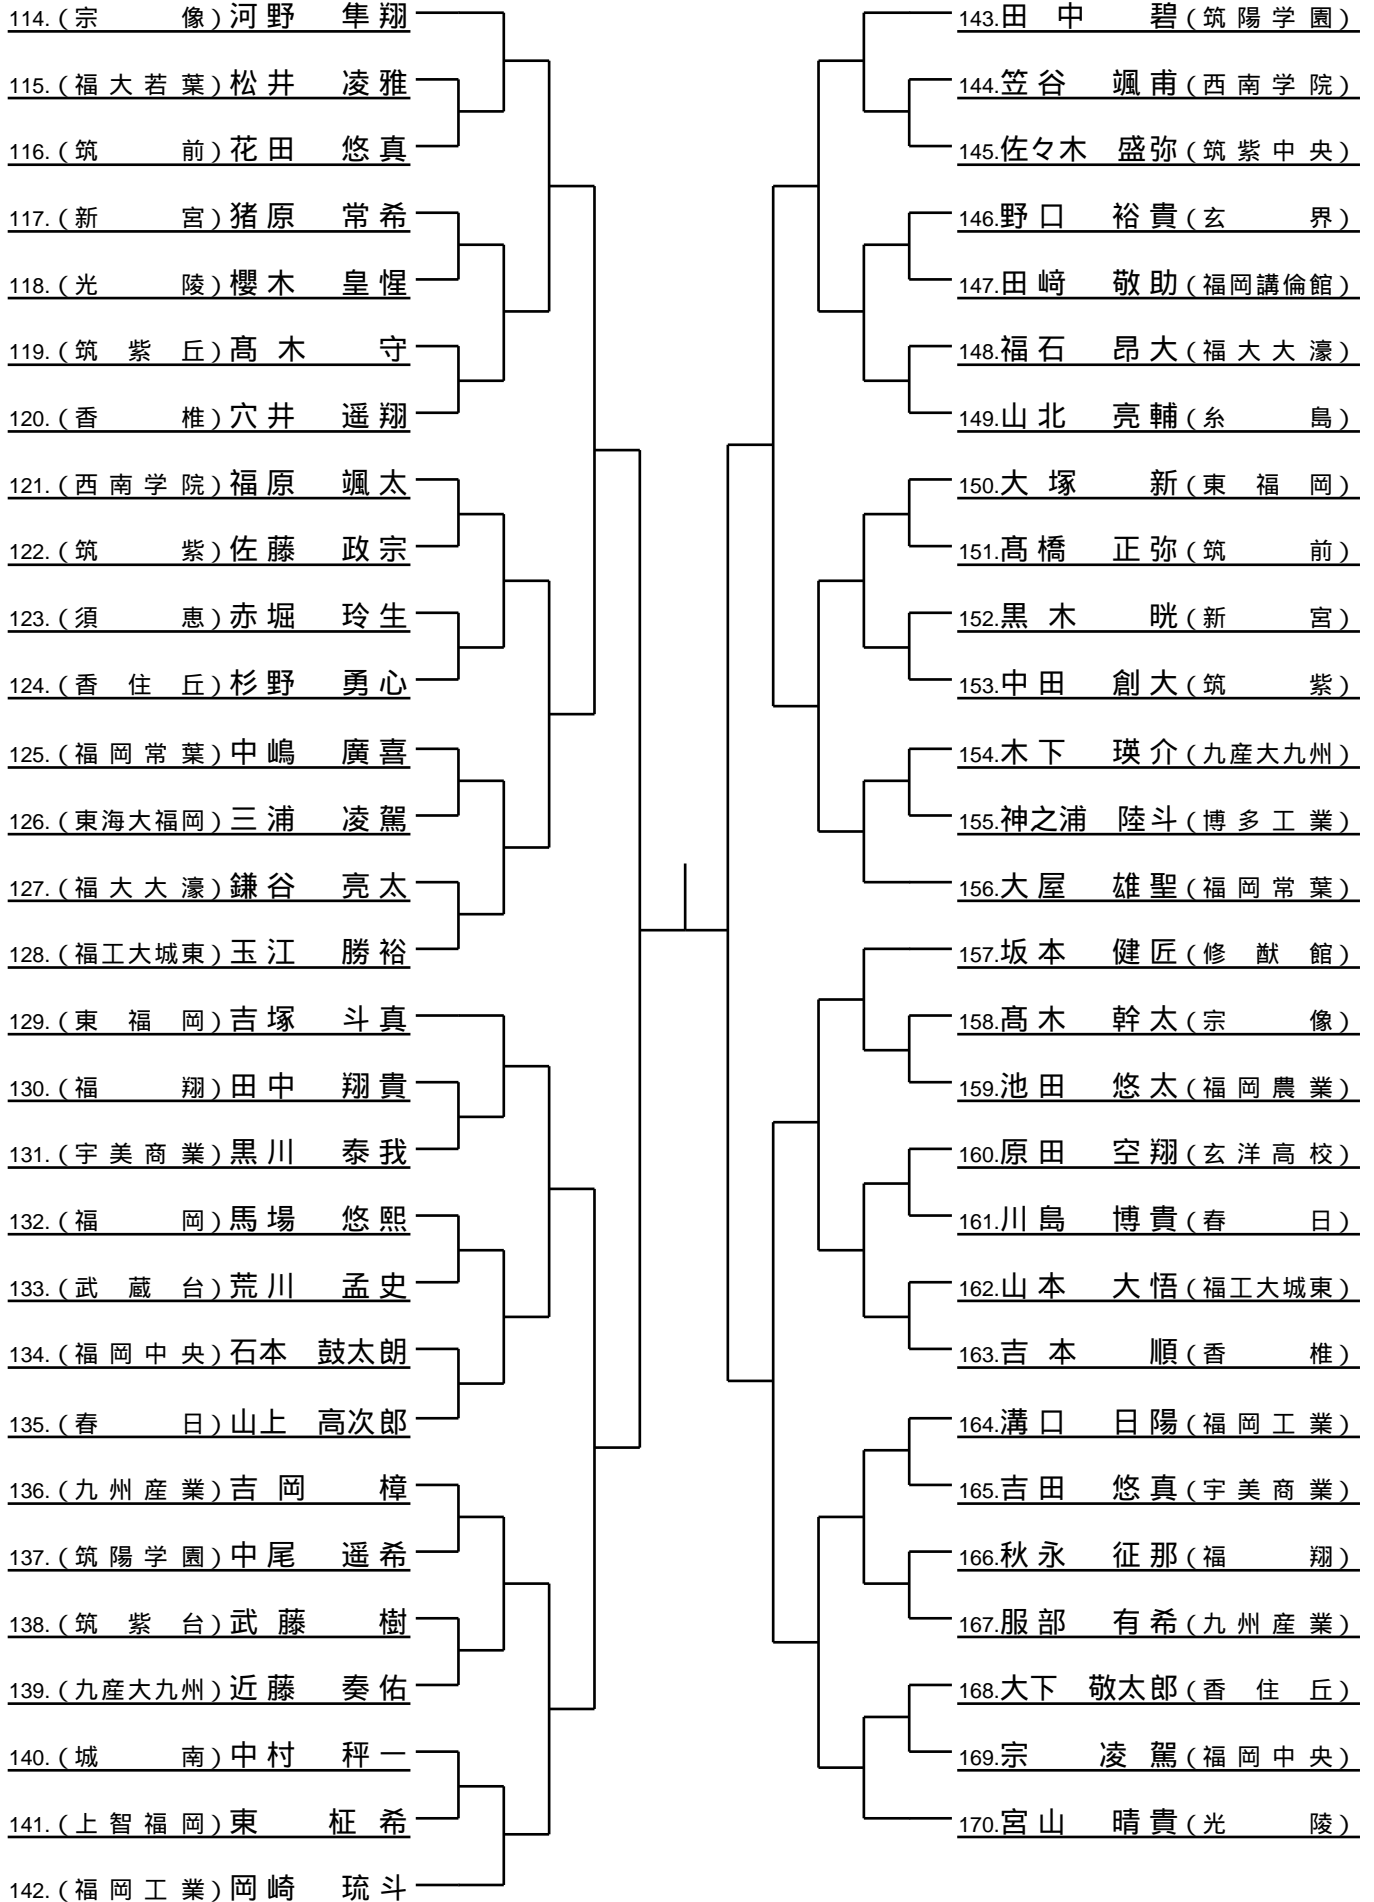 114.(宗像)河野 隼翔
115.(福大若葉)松井 凌雅
116.(筑前)花田 悠真
117.(新宮)猪原 常希
118.(光陵)櫻木 皇惺
119.(筑紫丘)髙木 守
120.(香椎)穴井 遥翔
121.(西南学院)福原 颯太
122.(筑紫)佐藤 政宗
123.(須恵)赤堀 玲生
124.(香住丘)杉野 勇心
125.(福岡常葉)中嶋 廣喜
126.(東海大福岡)三浦 凌駕
127.(福大大濠)鎌谷 亮太
128.(福工大城東)玉江 勝裕
129.(東福岡)吉塚 斗真
130.(福翔)田中 翔貴
131.(宇美商業)黒川 泰我
132.(福岡)馬場 悠熙
133.(武蔵台)荒川 孟史
134.(福岡中央)石本 鼓太朗
135.(春日)山上 高次郎
136.(九州産業)吉岡 樟
137.(筑陽学園)中尾 遥希
138.(筑紫台)武藤 樹
139.(九産大九州)近藤 奏佑
140.(城南)中村 秤一
141.(上智福岡)東 柾希
142.(福岡工業)岡崎 琉斗
143.田中 碧(筑陽学園)
144.笠谷 颯甫(西南学院)
145.佐々木 盛弥(筑紫中央)
146.野口 裕貴(玄界)
147.田﨑 敬助(福岡講倫館)
148.福石 昂大(福大大濠)
149.山北 亮輔(糸島)
150.大塚 新(東福岡)
151.髙橋 正弥(筑前)
152.黒木 晄(新宮)
153.中田 創大(筑紫)
154.木下 瑛介(九産大九州)
155.神之浦 陸斗(博多工業)
156.大屋 雄聖(福岡常葉)
157.坂本 健匠(修猷館)
158.髙木 幹太(宗像)
159.池田 悠太(福岡農業)
160.原田 空翔(玄洋高校)
161.川島 博貴(春日)
162.山本 大悟(福工大城東)
163.吉本 順(香椎)
164.溝口 日陽(福岡工業)
165.吉田 悠真(宇美商業)
166.秋永 征那(福翔)
167.服部 有希(九州産業)
168.大下 敬太郎(香住丘)
169.宗 凌駕(福岡中央)
170.宮山 晴貴(光陵)